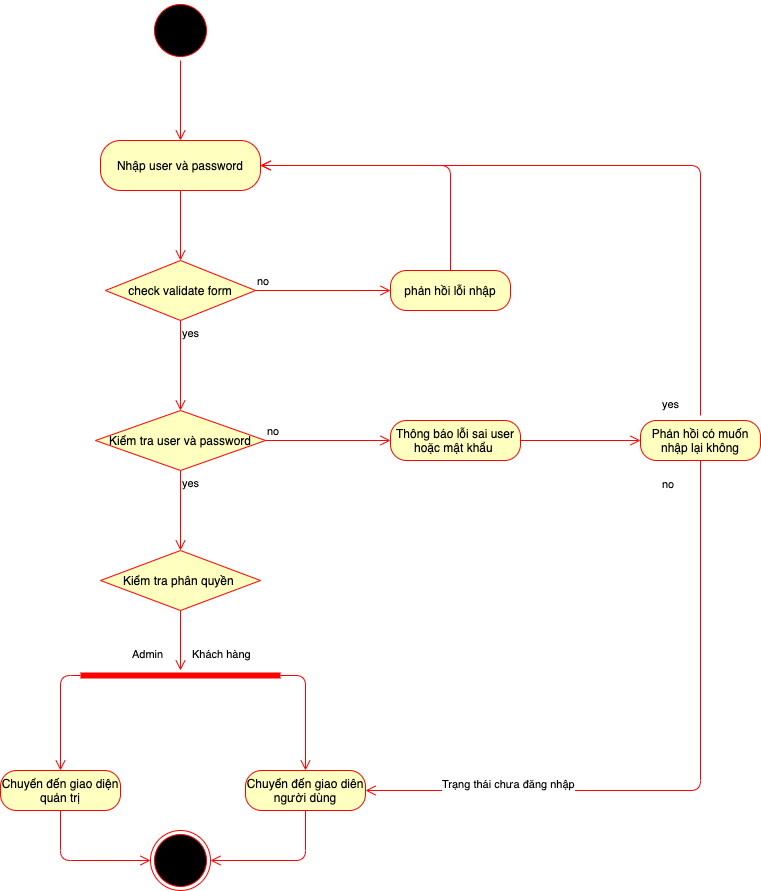 Nhập user và password
check validate form
no
phản hồi lỗi nhập
yes
yes
Kiểm tra user và password
no
Thông báo lỗi sai user
hoặc mật khẩu
Phản hồi có muốn
nhập lại không
yes
no
Kiểm tra phân quyền
Admin
Khách hàng
Chuyển đến giao diện
quản trị
Chuyển đến giao diên
người dùng
Trạng thái chưa đăng nhập